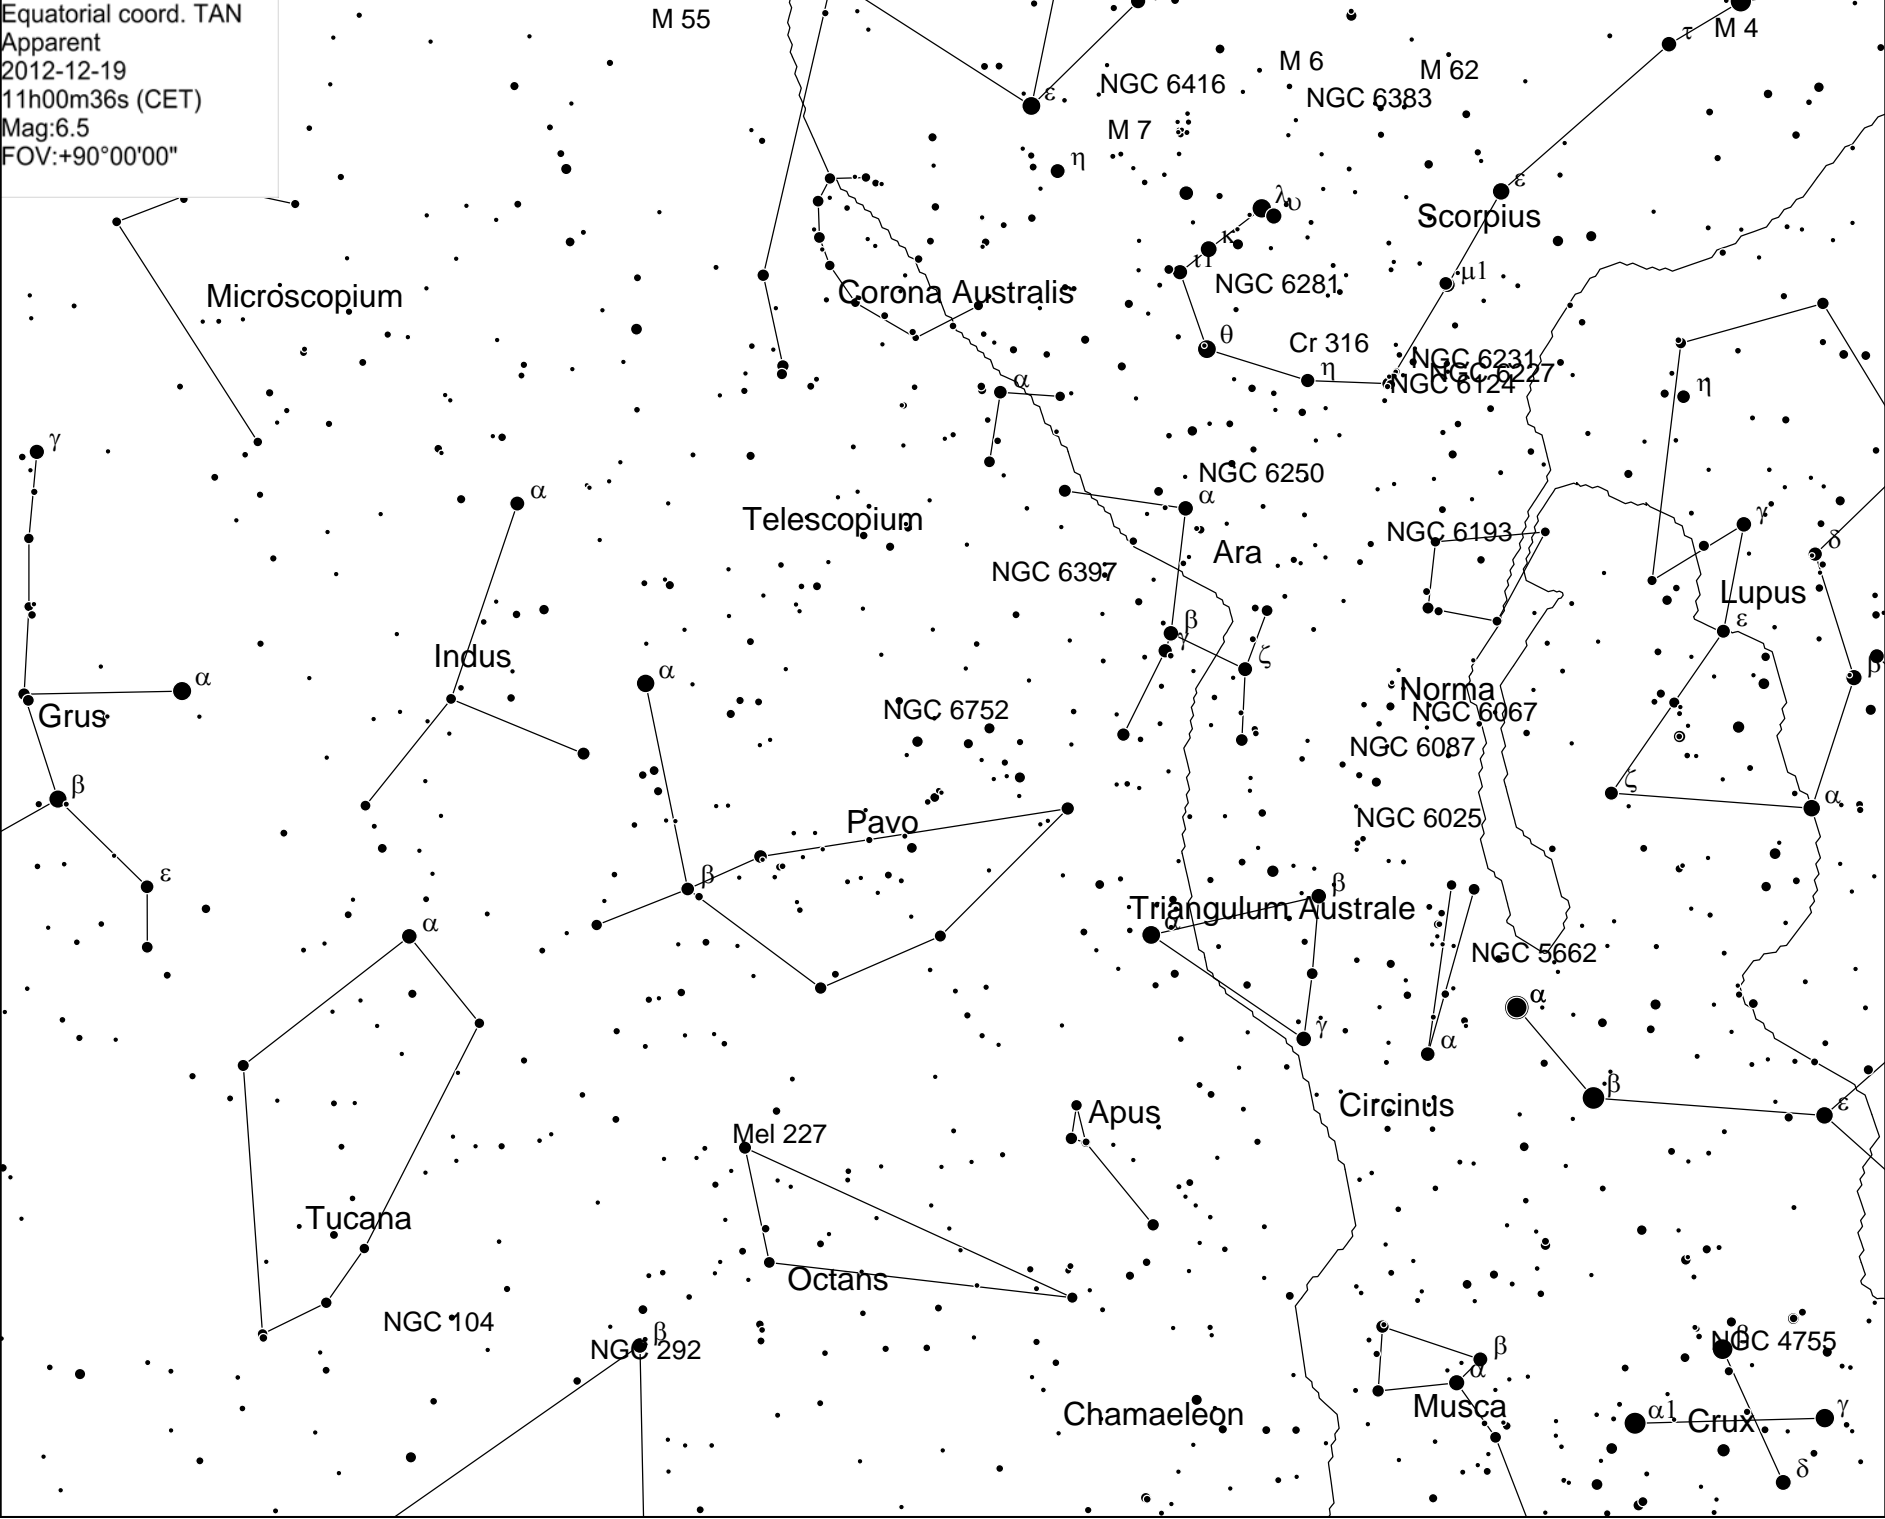 Equatorial coord. TAN
Apparent
2012-12-19
11h00m36s (CET)
Mag:6.5
FOV:+90°00'00"
M 55
M 4
τ
M 6
M 62
NGC 6416
ε
NGC 6383
M 7
η
ε
λ
υ
Scorpius
κ
ι1
μ1
NGC 6281
Microscopium
Corona Australis
θ
Cr 316
η
NGC 6231
NGC 6227
NGC 6124
α
η
γ
NGC 6250
α
α
γ
Telescopium
NGC 6193
Ara
δ
NGC 6397
Lupus
β
γ
ε
Indus
ζ
α
α
β
Norma
Grus
NGC 6752
NGC 6067
NGC 6087
β
ζ
α
Pavo
NGC 6025
ε
β
β
Triangulum Australe
α
α
NGC 5662
α
γ
α
β
Circinus
ε
Apus
Mel 227
Tucana
Octans
NGC 104
β
NGC 292
β
NGC 4755
β
α
Musca
Chamaeleon
α1
Crux
γ
δ